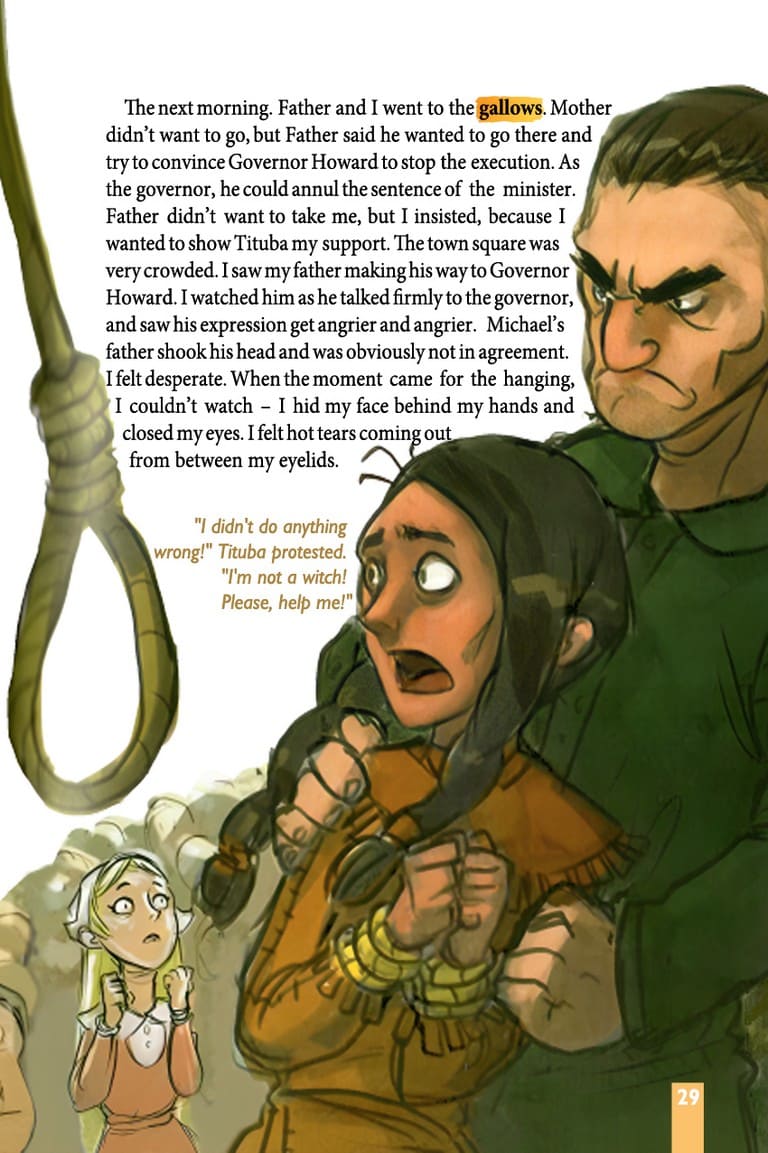 The next morning. Father and I went to the gallows. Mother
didn't want to go, but Father said he wanted to go there and
try to convince Governor Howard to stop the execution. As
the governor, he could annul the sentence of the minister.
Father didn't want to take me, but I insisted, because I
wanted to show Tituba my support. The town square was
very crowded. I saw my father making his way to Governor
Howard. I watched him as he talked firmly to the governor,
and saw his expression get angrier and angrier. Michael's
father shook his head and was obviously not in agreement.
I felt desperate. When the moment came for the hanging,
I couldn't watch – I hid my face behind my hands and
closed my eyes. I felt hot tears coming out
from between my eyelids.
"I didn't do anything
wrong!" Tituba protested.
"I'm not a witch!
Please, help me!"
29